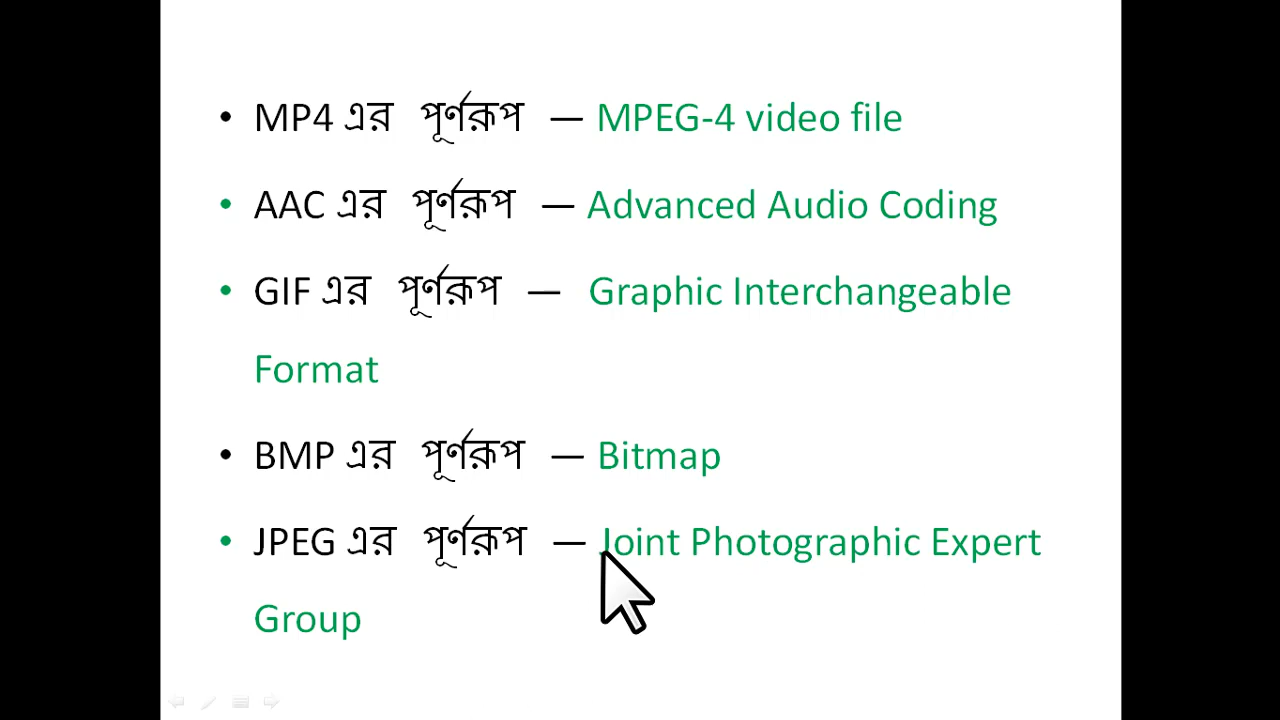 • MP4 এর পূর্ণরূপ — MPEG-4 video file
• AAC এর পূর্ণরূপ — Advanced Audio Coding
• GIF এর পূর্ণরূপ — Graphic Interchangeable
Format
• BMP এর পূর্ণরূপ — Bitmap
• JPEG এর পূর্ণরূপ — Joint Photographic Expert
Group